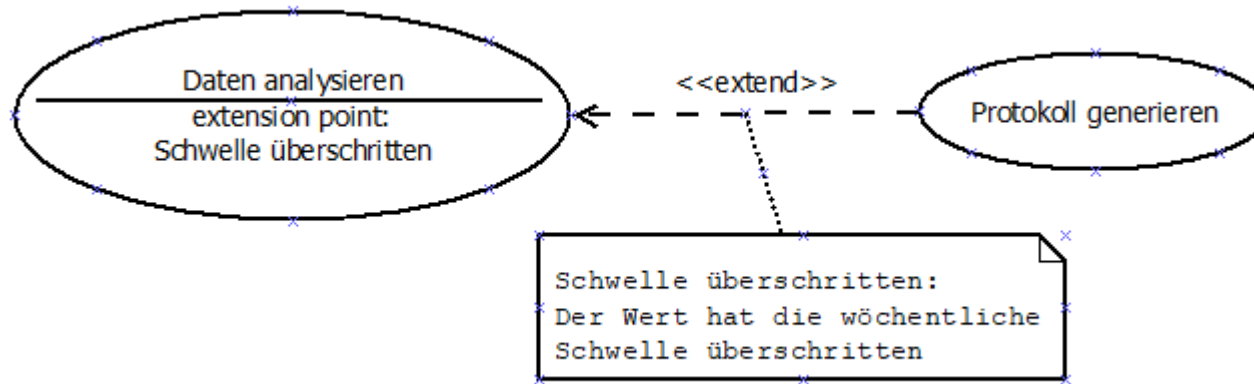 Daten analysieren
extension point:
Schwelle überschritten
<<extend>>
Protokoll generieren
Schwelle überschritten:
Der Wert hat die wöchentliche
Schwelle überschritten